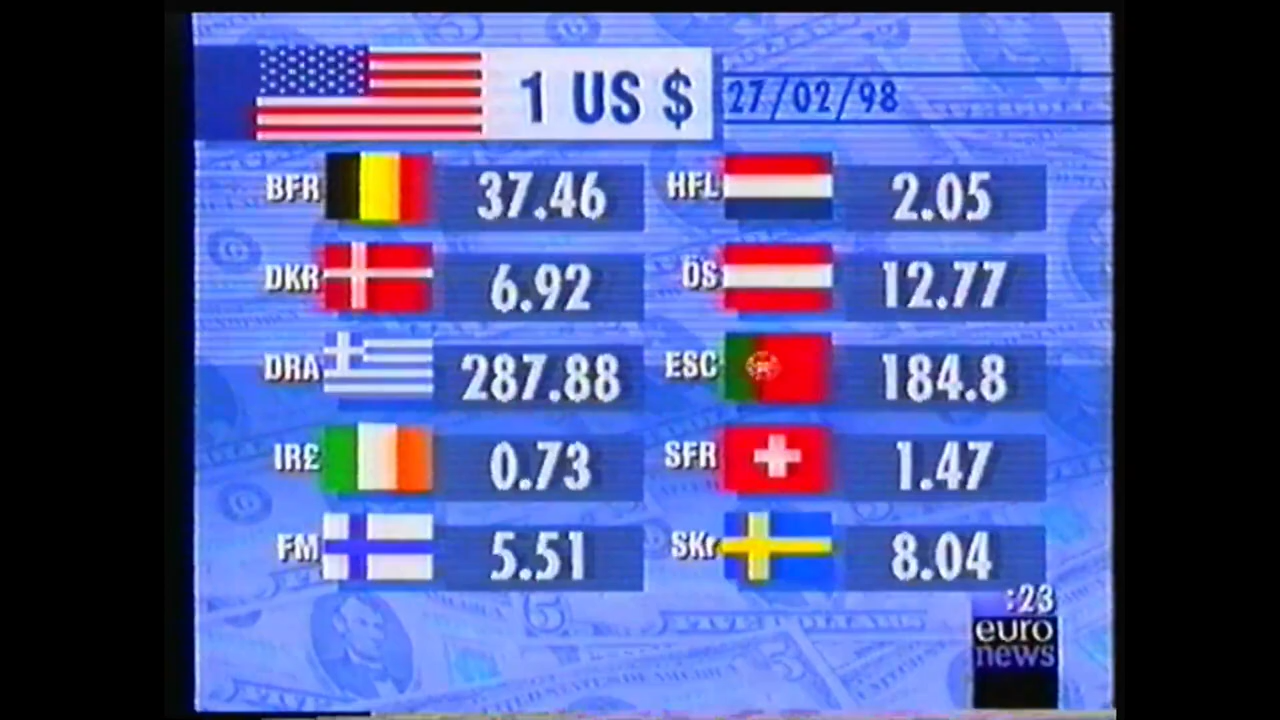 1 US $ 27/02/98
BFR 37.46 HFL 2.05
DKR 6.92 ÖS 12.77
DRA 287.88 ESC 184.8
IR£ 0.73 SFR 1.47
FM 5.51 SKr 8.04
:23
euro
news
FIVE DOLLARS